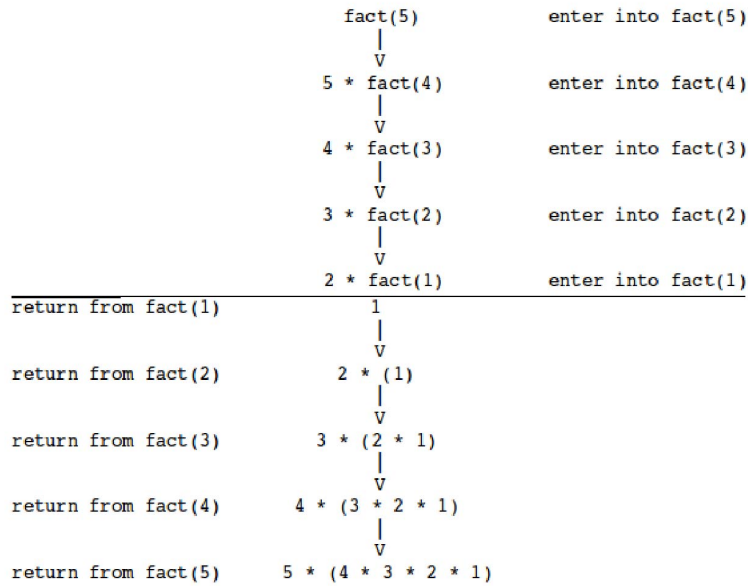 fact(5) enter into fact(5)
|
V
5 * fact(4) enter into fact(4)
|
V
4 * fact(3) enter into fact(3)
|
V
3 * fact(2) enter into fact(2)
|
V
2 * fact(1) enter into fact(1)
return from fact(1) 1
|
V
return from fact(2) 2 * (1)
|
V
return from fact(3) 3 * (2 * 1)
|
V
return from fact(4) 4 * (3 * 2 * 1)
|
V
return from fact(5) 5 * (4 * 3 * 2 * 1)